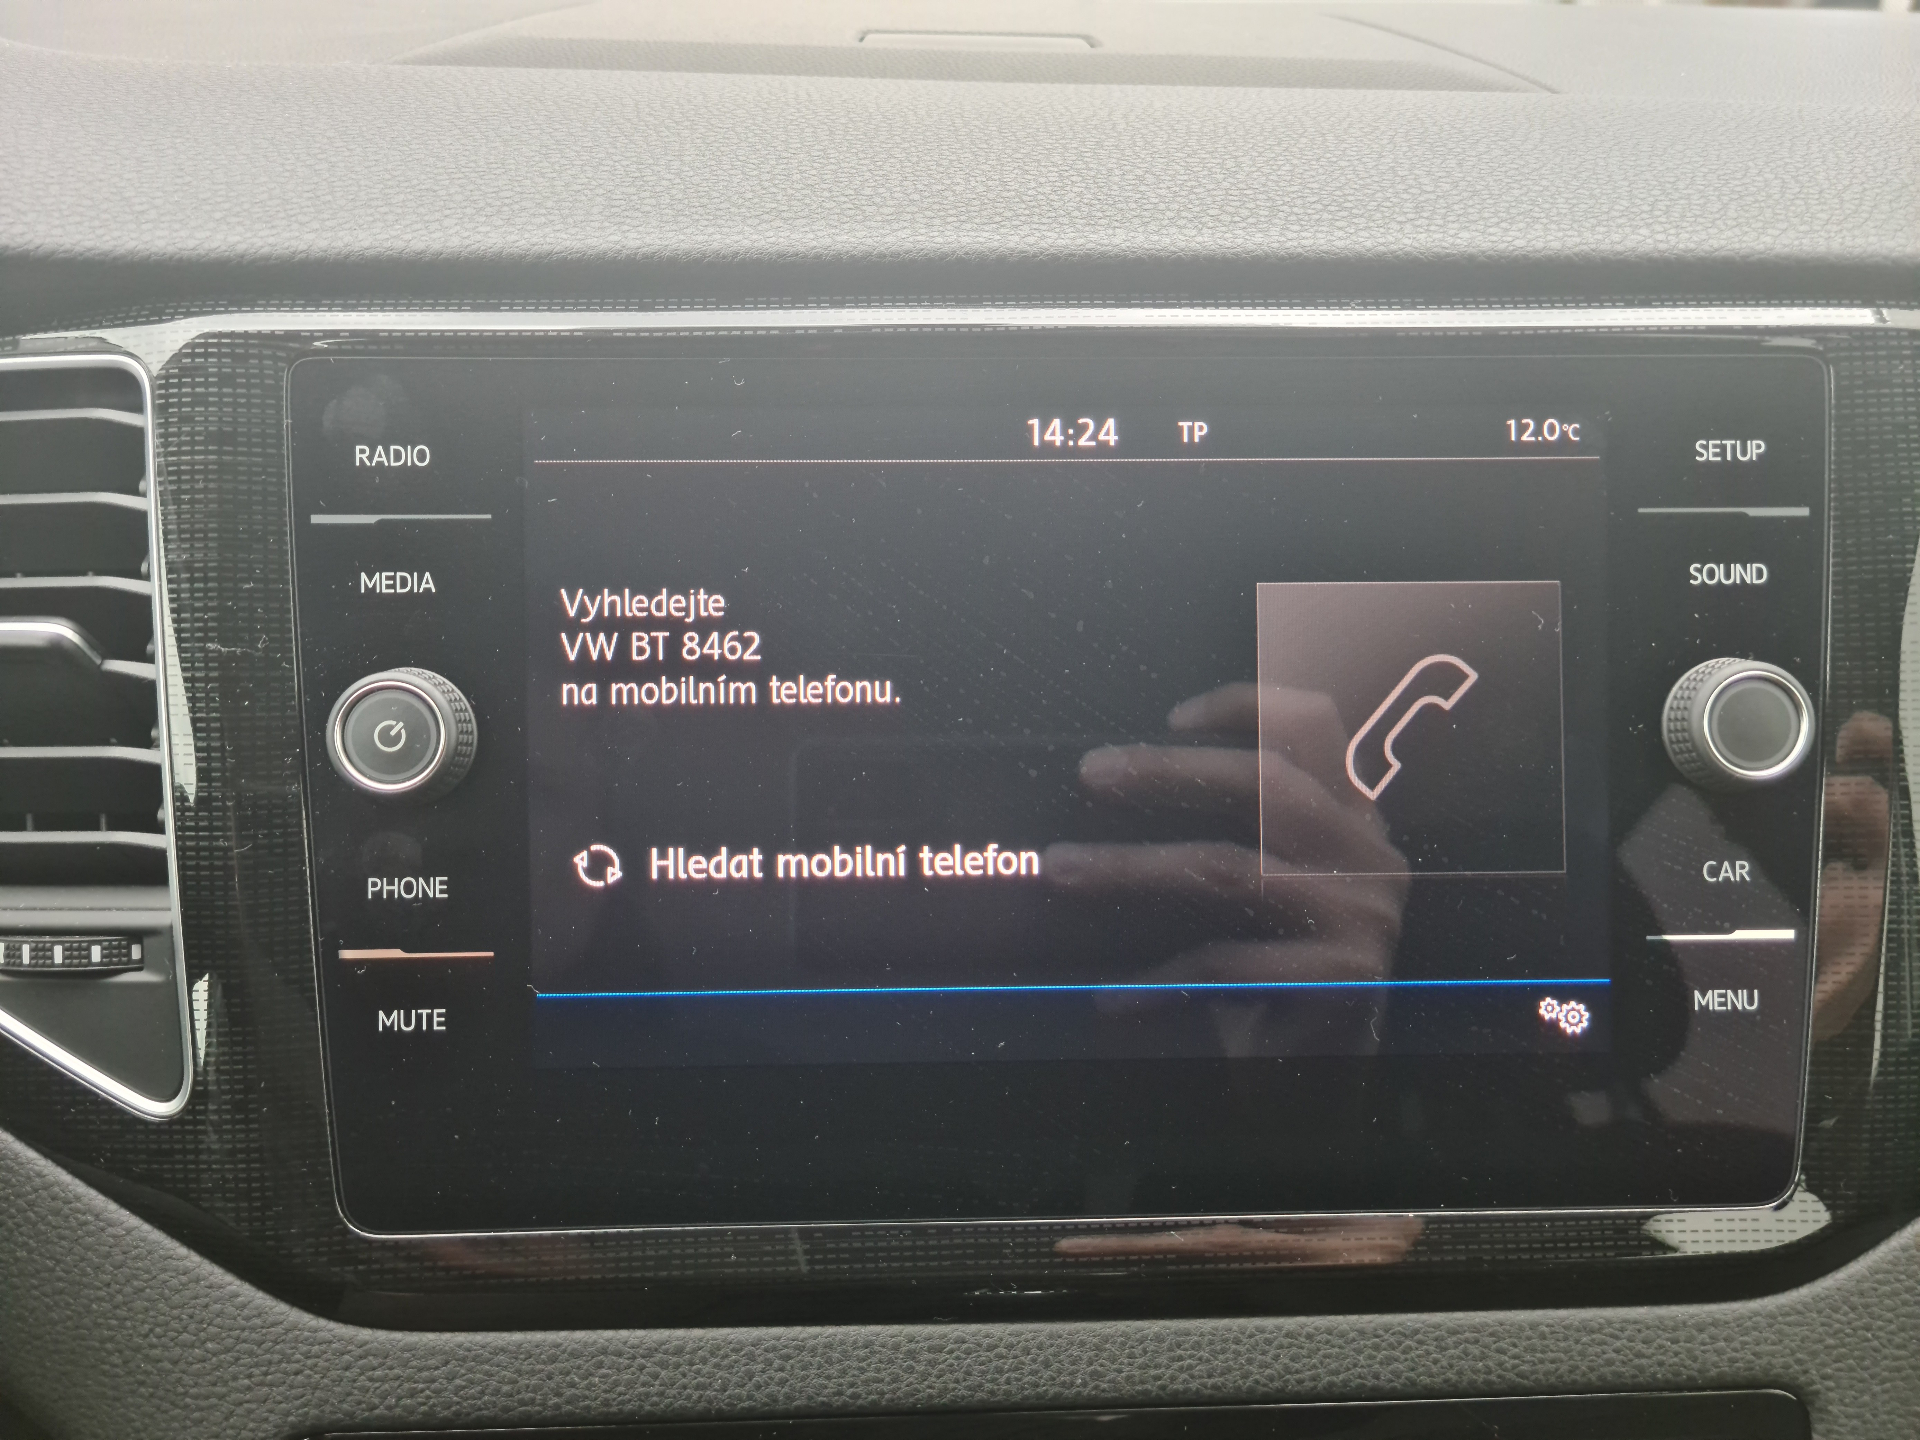 14:24 TP 12.0°C
RADIO
SETUP
MEDIA
SOUND
Vyhledejte
VW BT 8462
na mobilním telefonu.
Hledat mobilní telefon
PHONE
CAR
MUTE
MENU